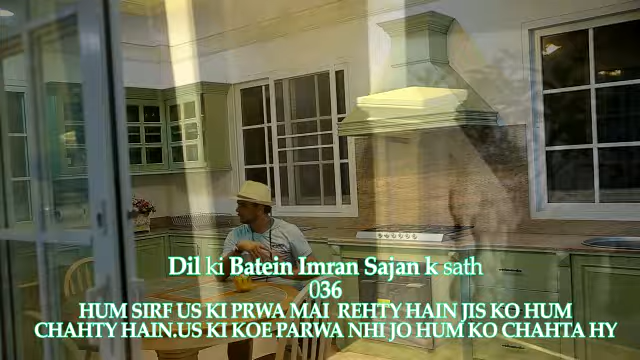 Dil ki Batein Imran Sajan k sath
036
HUM SIRF US KI PRWA MAI REHTY HAIN JIS KO HUM
CHAHTY HAIN.US KI KOE PARWA NHI JO HUM KO CHAHTA HY